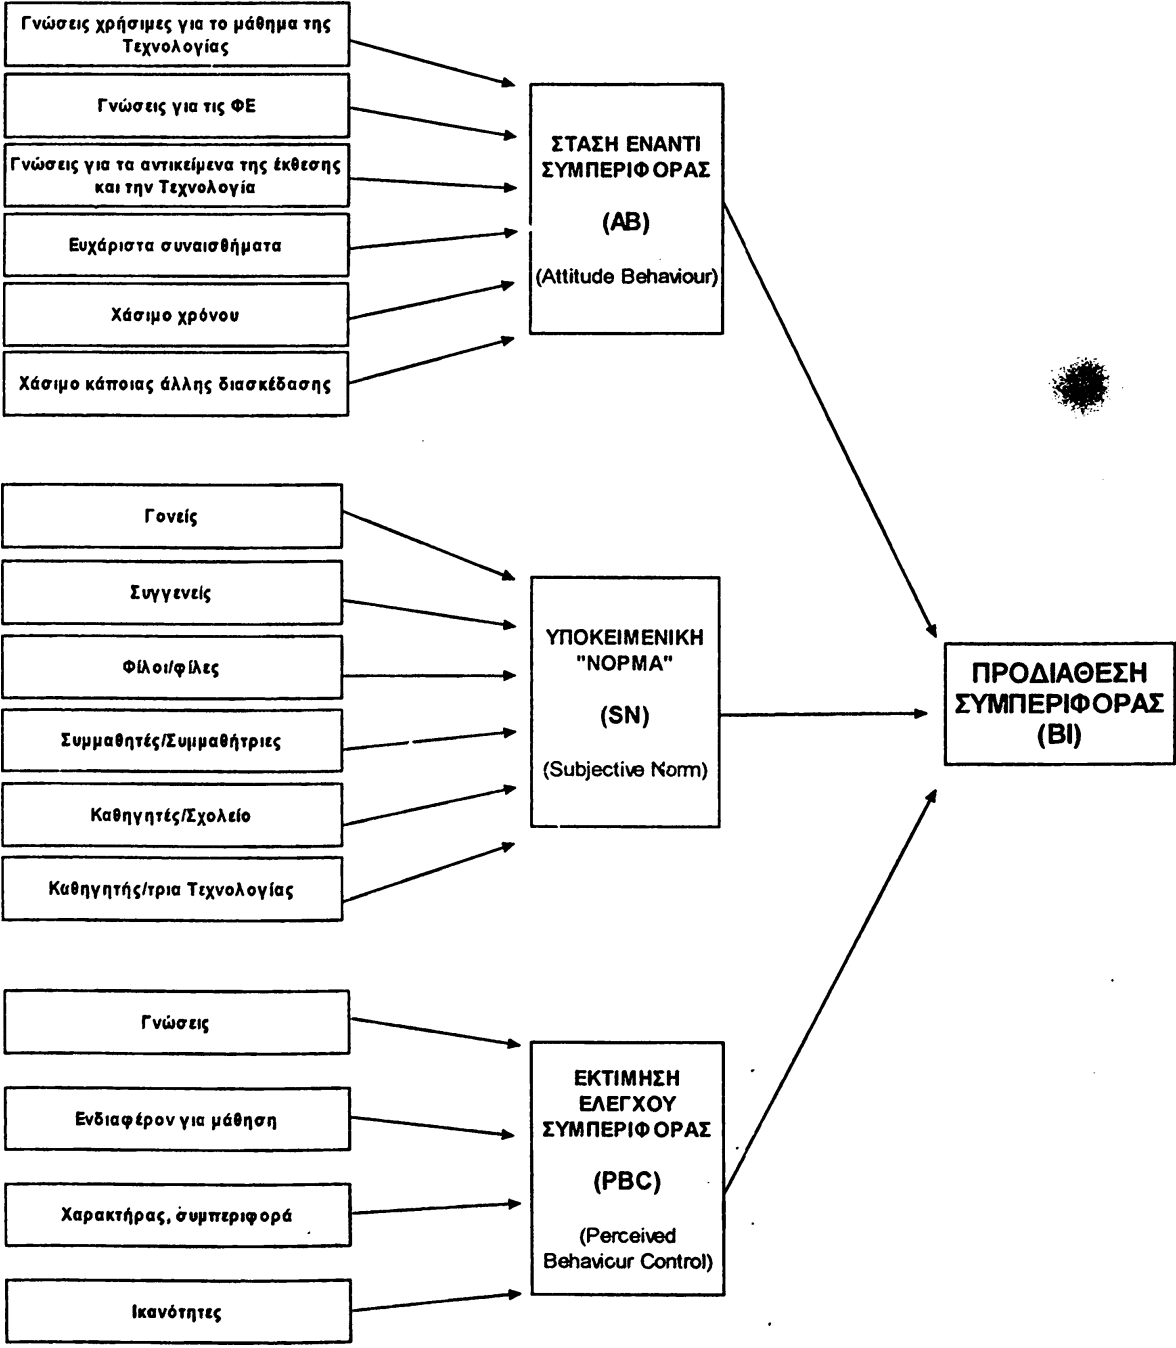 Γνώσεις χρήσιμες για το μάθημα της
Τεχνολογίας
Γνώσεις για τις ΦΕ
Γνώσεις για τα αντικείμενα της έκθεσης
και την Τεχνολογία
Ευχάριστα συναισθήματα
Χάσιμο χρόνου
Χάσιμο κάποιας άλλης διασκέδασης
ΣΤΑΣΗ ΕΝΑΝΤΙ
ΣΥΜΠΕΡΙΦΟΡΑΣ
(AB)
(Attitude Behaviour)
Γονείς
Συγγενείς
Φίλοι/φίλες
Συμμαθητές/Συμμαθήτριες
Καθηγητές/Σχολείο
Καθηγητής/τρια Τεχνολογίας
ΥΠΟΚΕΙΜΕΝΙΚΗ
"ΝΟΡΜΑ"
(SN)
(Subjective Norm)
ΠΡΟΔΙΑΘΕΣΗ
ΣΥΜΠΕΡΙΦΟΡΑΣ
(BI)
Γνώσεις
Ενδιαφέρον για μάθηση
Χαρακτήρας, συμπεριφορά
Ικανότητες
ΕΚΤΙΜΗΣΗ
ΕΛΕΓΧΟΥ
ΣΥΜΠΕΡΙΦΟΡΑΣ
(PBC)
(Perceived
Behaviour Control)